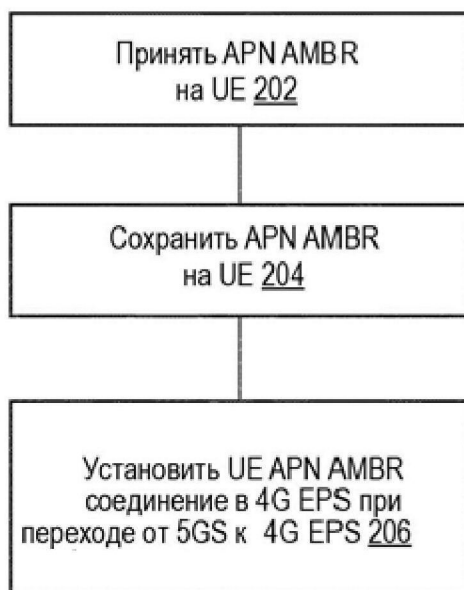 Принять APN AMBR
на UE 202
Сохранить APN AMBR
на UE 204
Установить UE APN AMBR
соединение в 4G EPS при
переходе от 5GS к 4G EPS 206